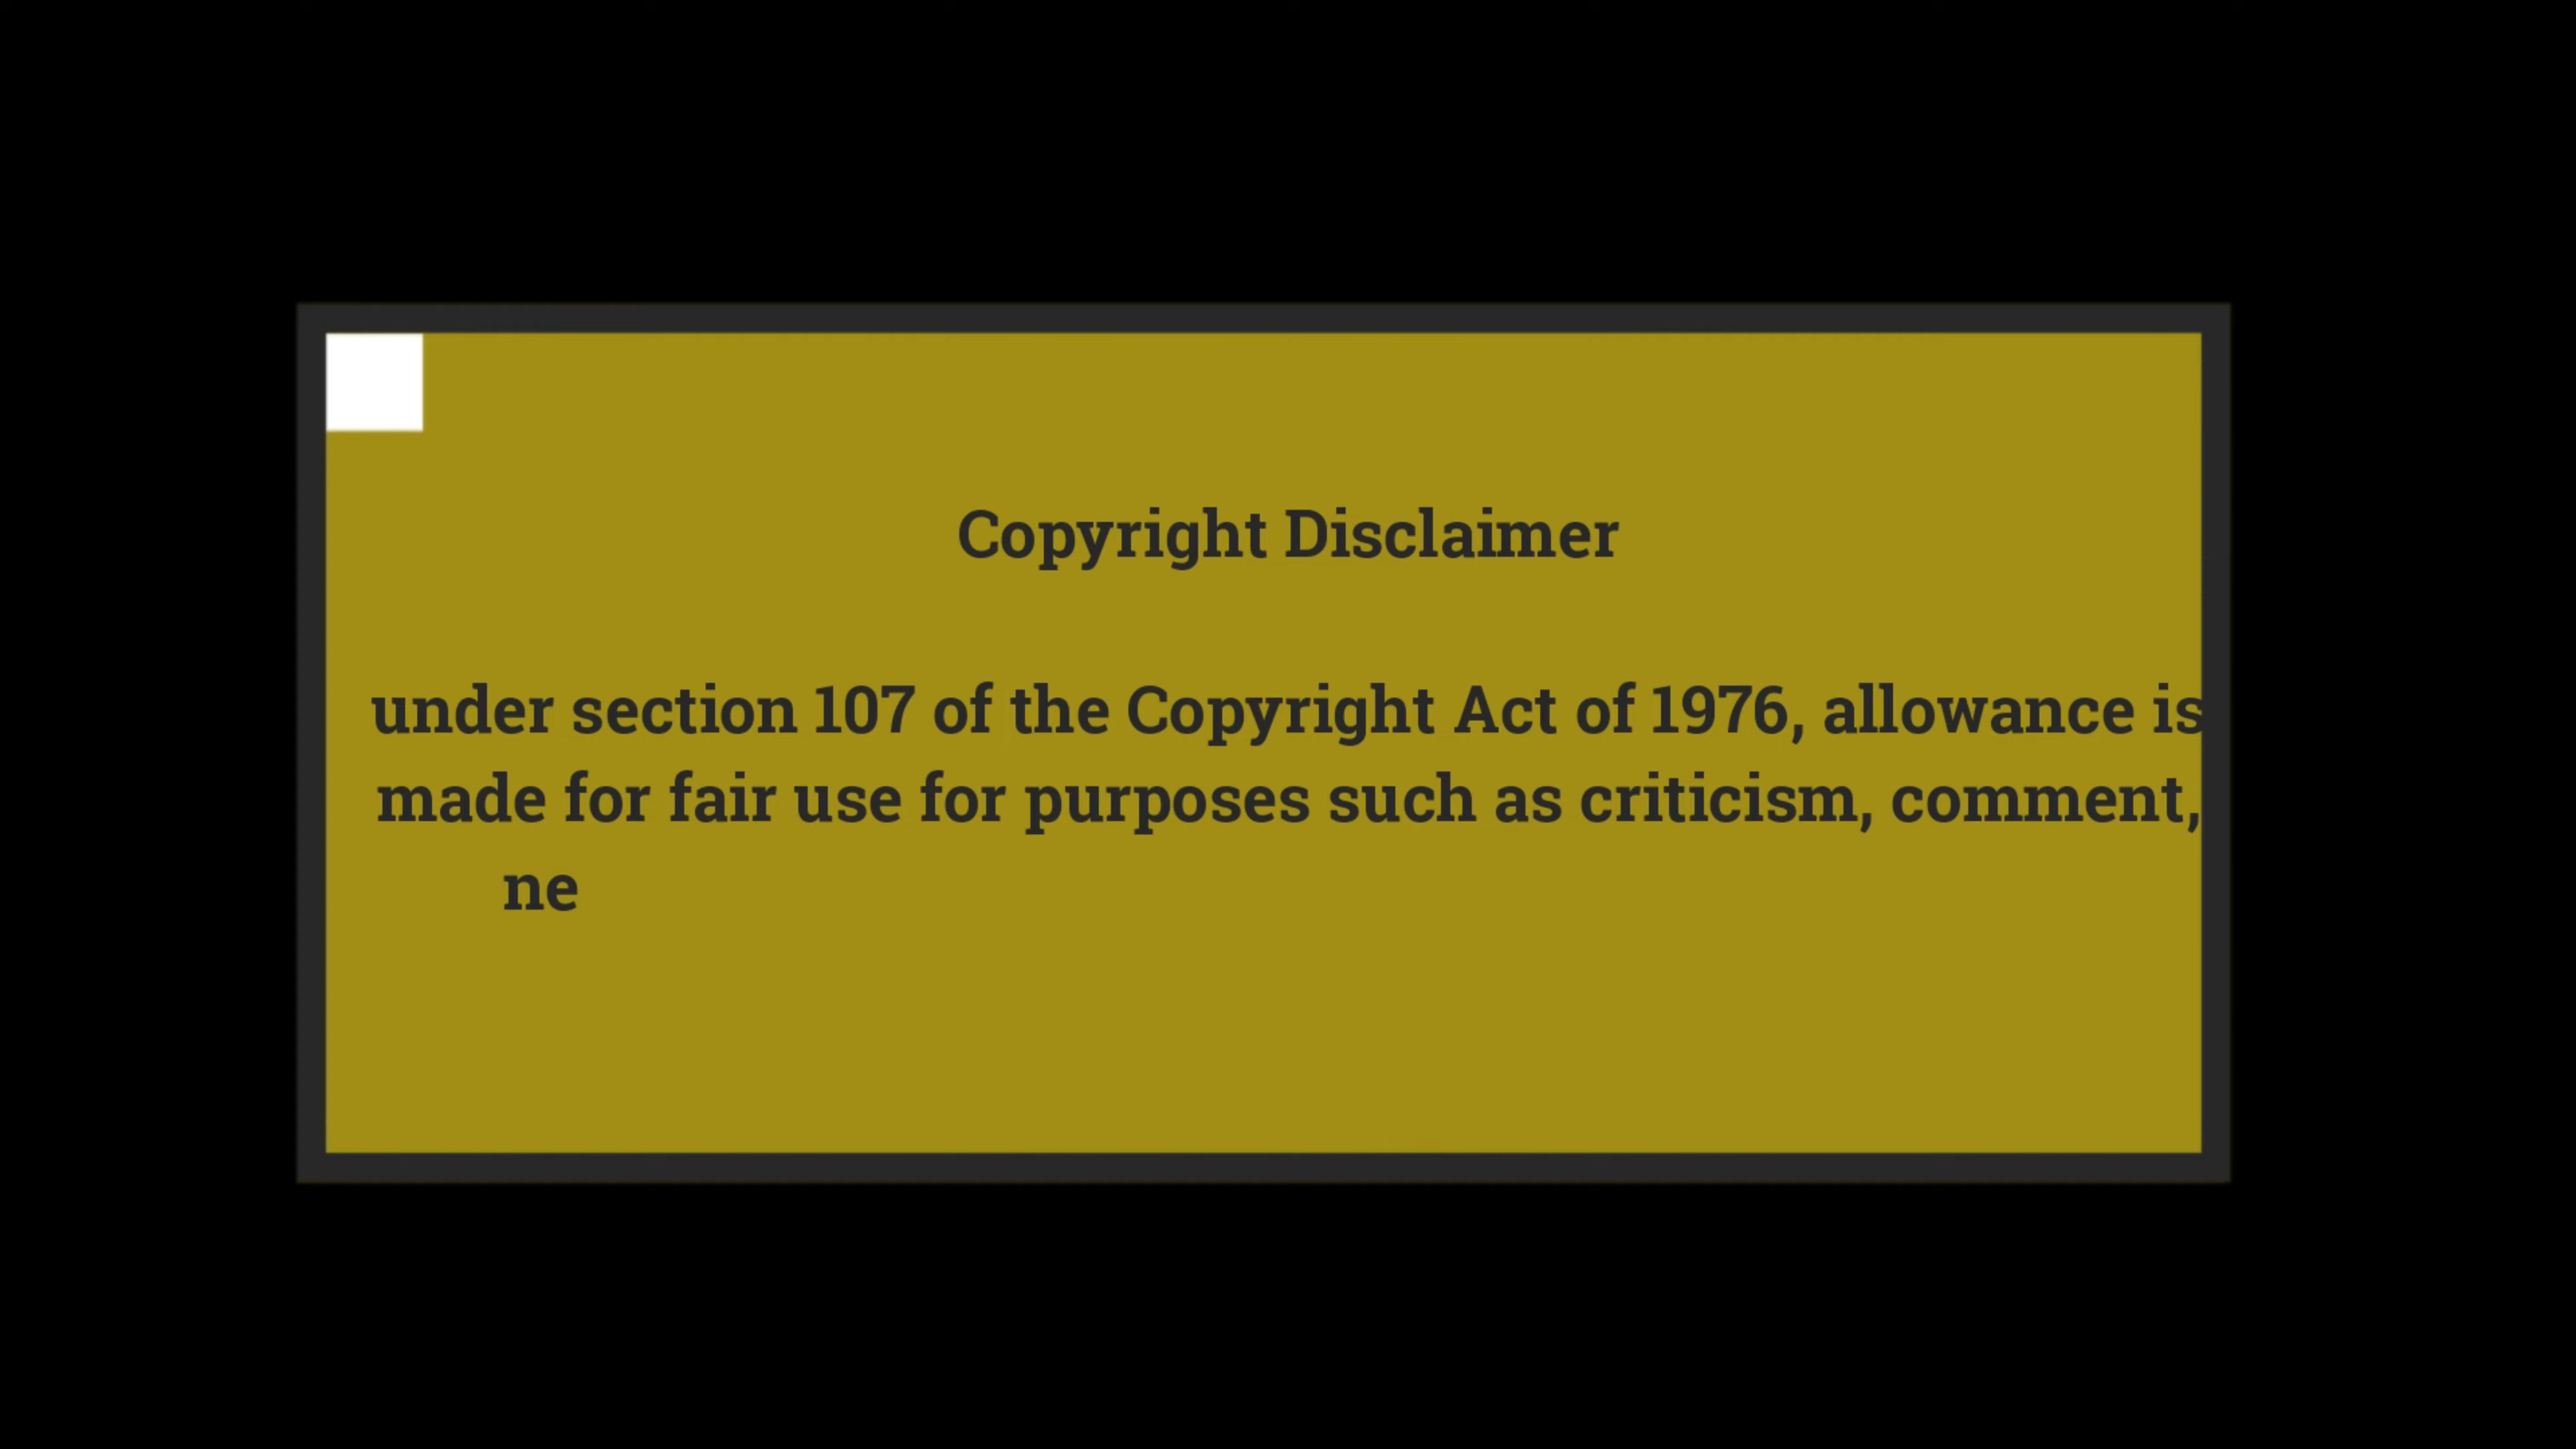 Copyright Disclaimer
under section 107 of the Copyright Act of 1976, allowance is
made for fair use for purposes such as criticism, comment,
ne